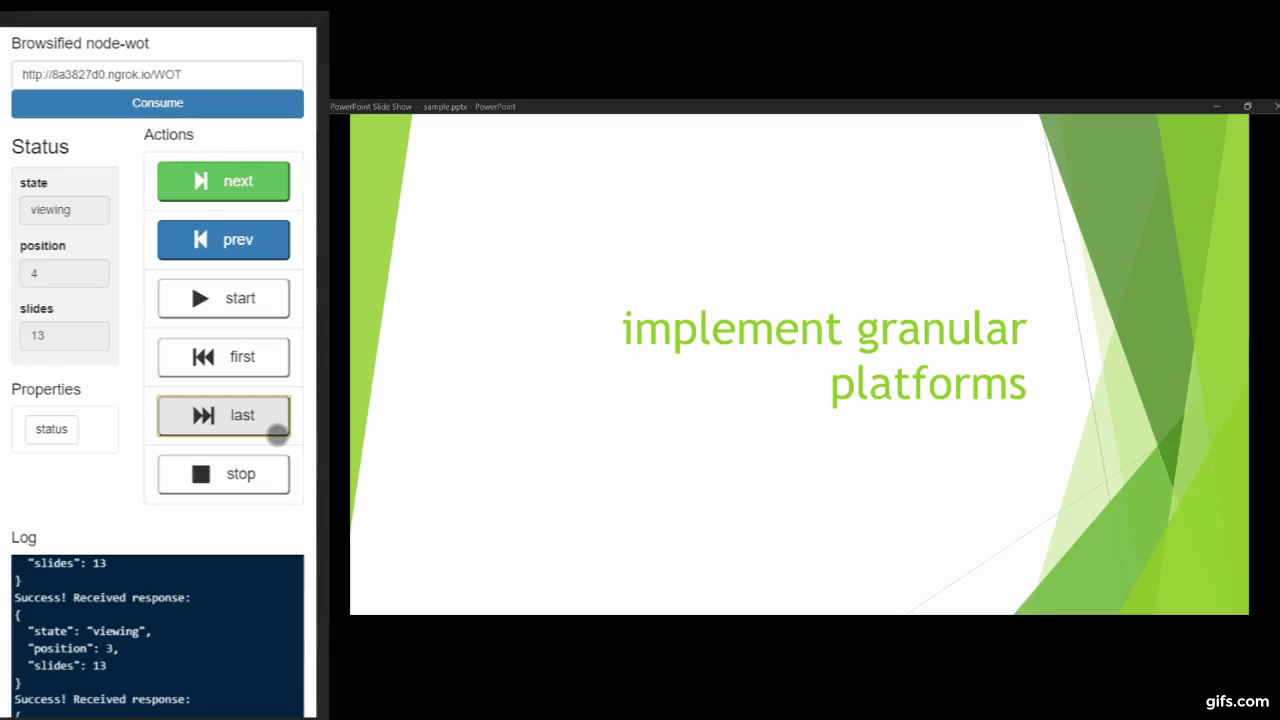 Browsified node-wot
http://8a3827d0.ngrok.io/WOT
Consume
Status
state
viewing
position
4
slides
13
Properties
status
Actions
next
prev
start
first
last
stop
Log
"slides": 13
}
Success! Received response:
{
"state": "viewing",
"position": 3,
"slides": 13
}
Success! Received response:
{
PowerPoint Slide Show - sample.pptx - PowerPoint
implement granular
platforms
gifs.com